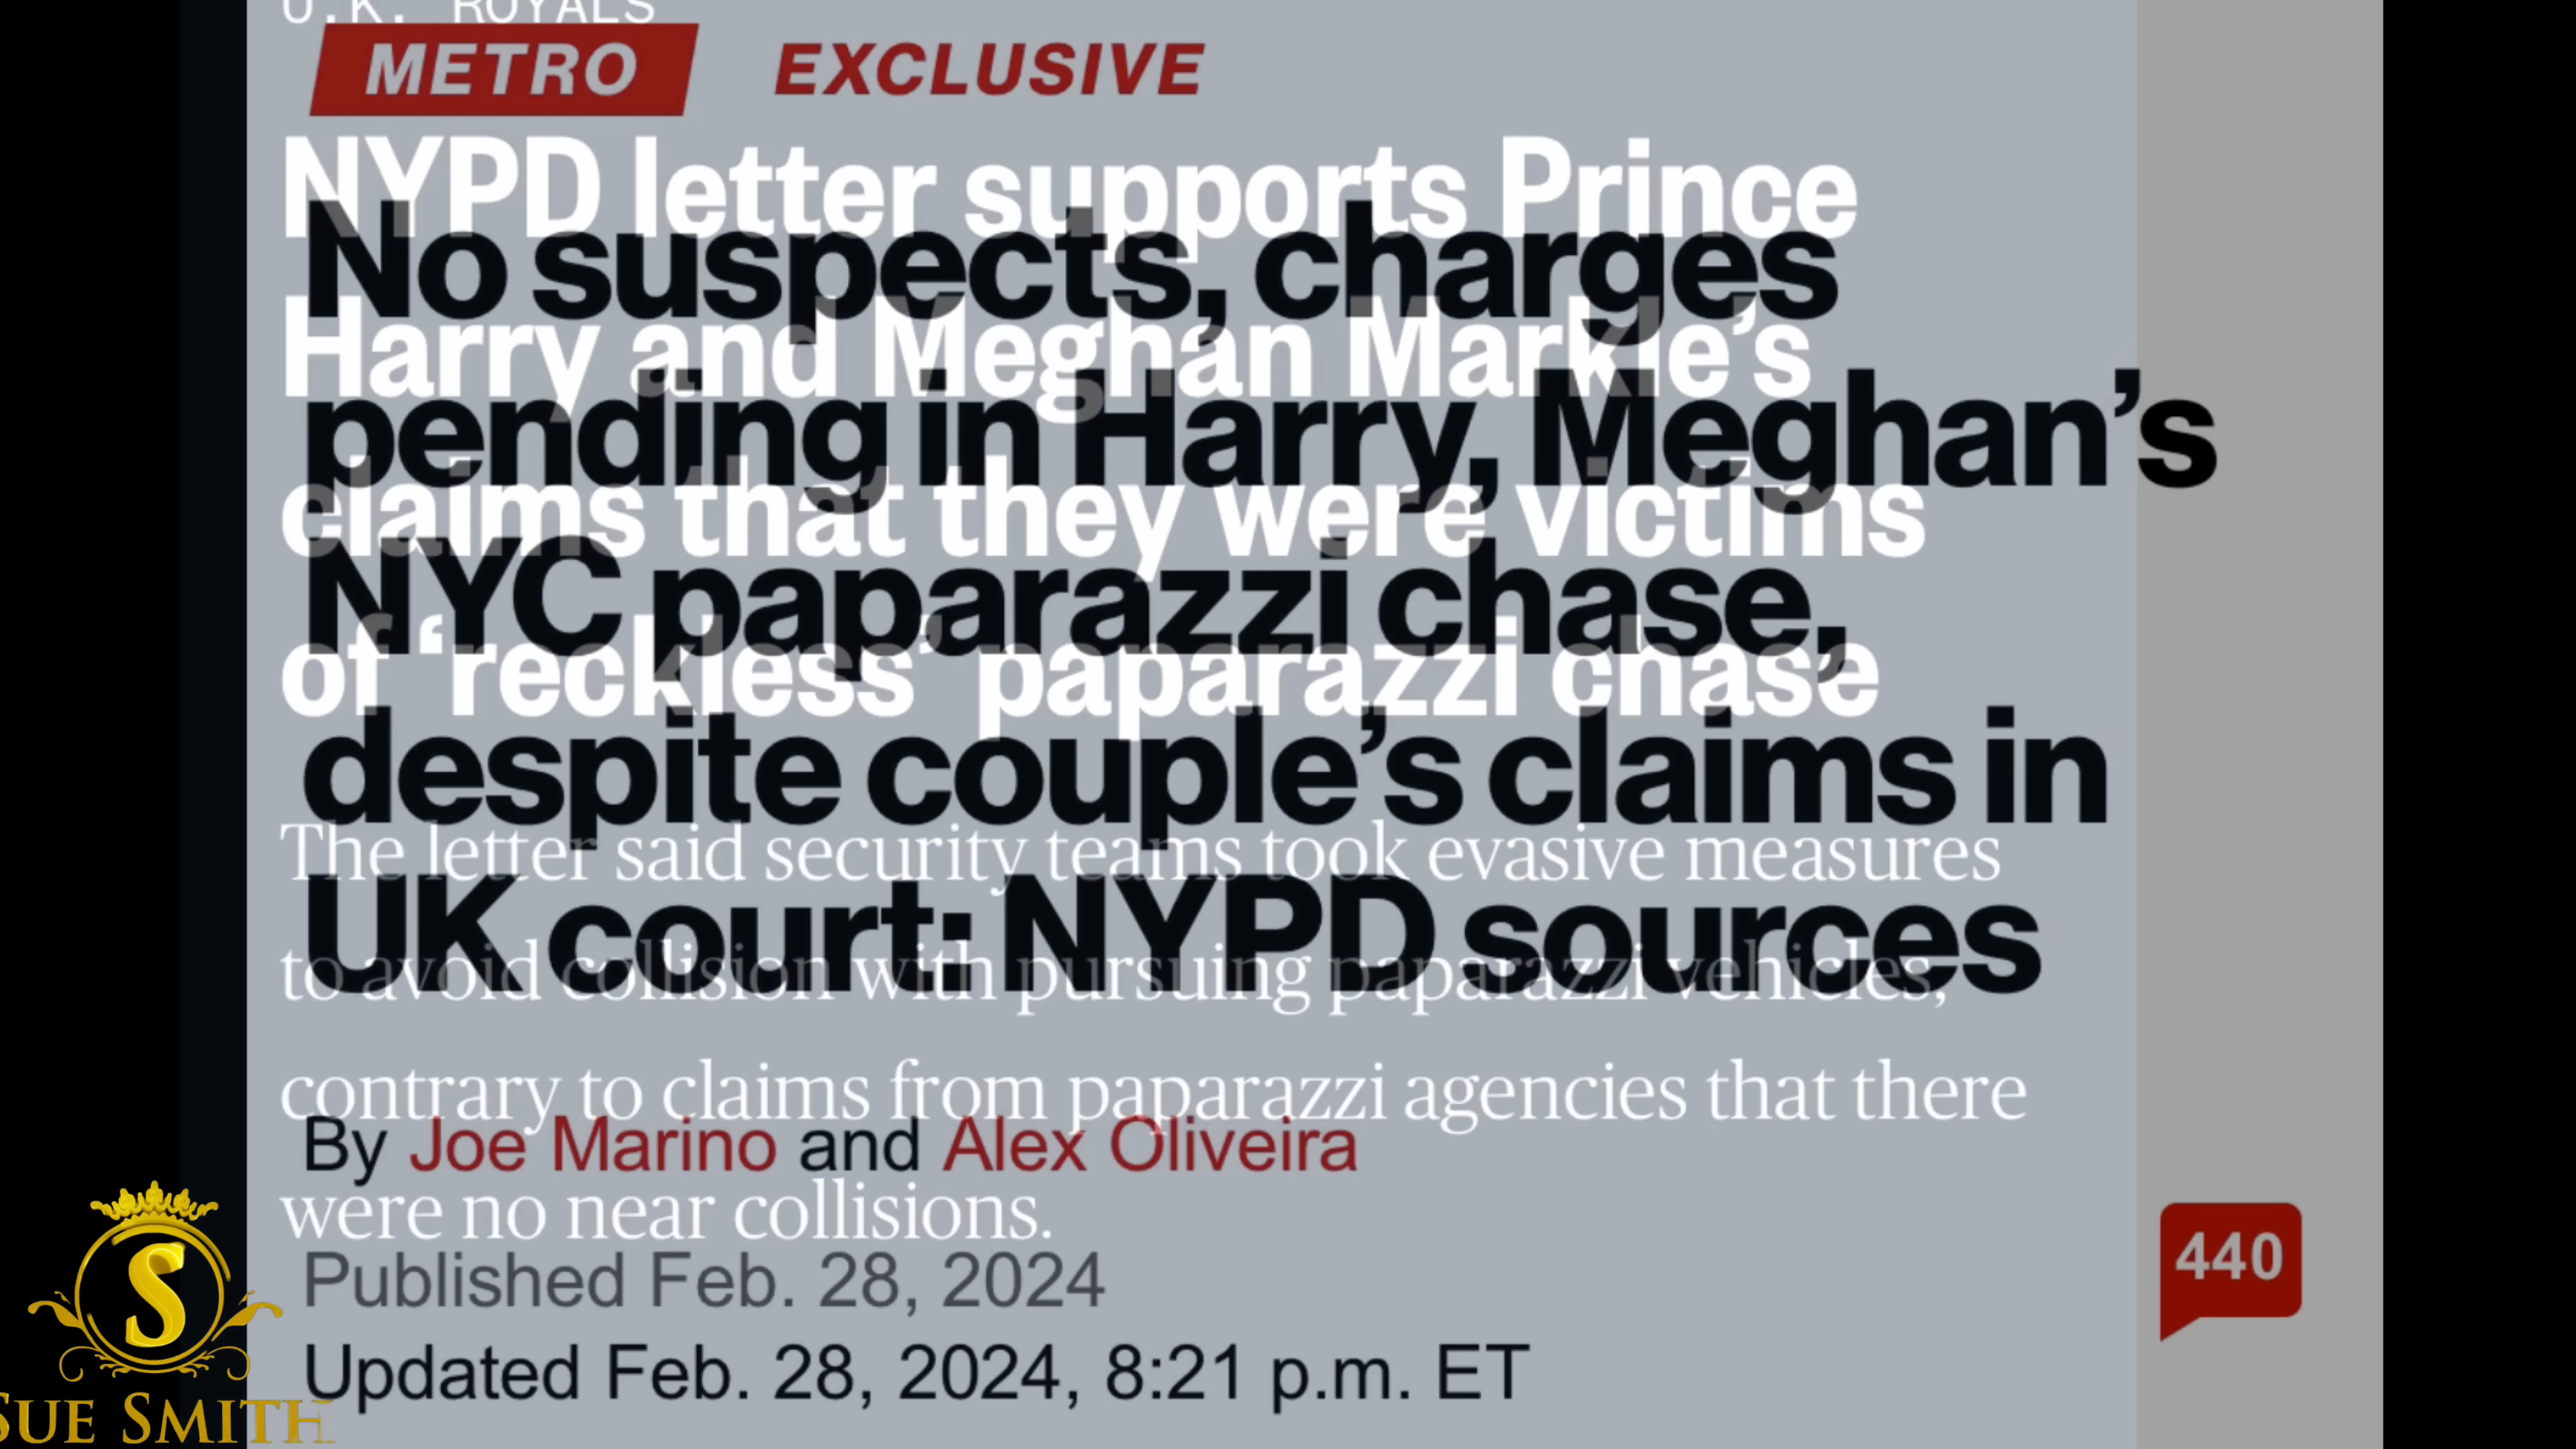 U.K. ROYALS
METRO EXCLUSIVE
NYPD letter supports Prince
Harry and Meghan Markle’s
claims that they were victims
of ‘reckless’ paparazzi chase
The letter said security teams took evasive measures
to avoid collision with pursuing paparazzi vehicles,
contrary to claims from paparazzi agencies that there
were no near collisions.
No suspects, charges
pending in Harry, Meghan’s
NYC paparazzi chase,
despite couple’s claims in
UK court: NYPD sources
By Joe Marino and Alex Oliveira
Published Feb. 28, 2024
Updated Feb. 28, 2024, 8:21 p.m. ET
440
S
SUE SMITH